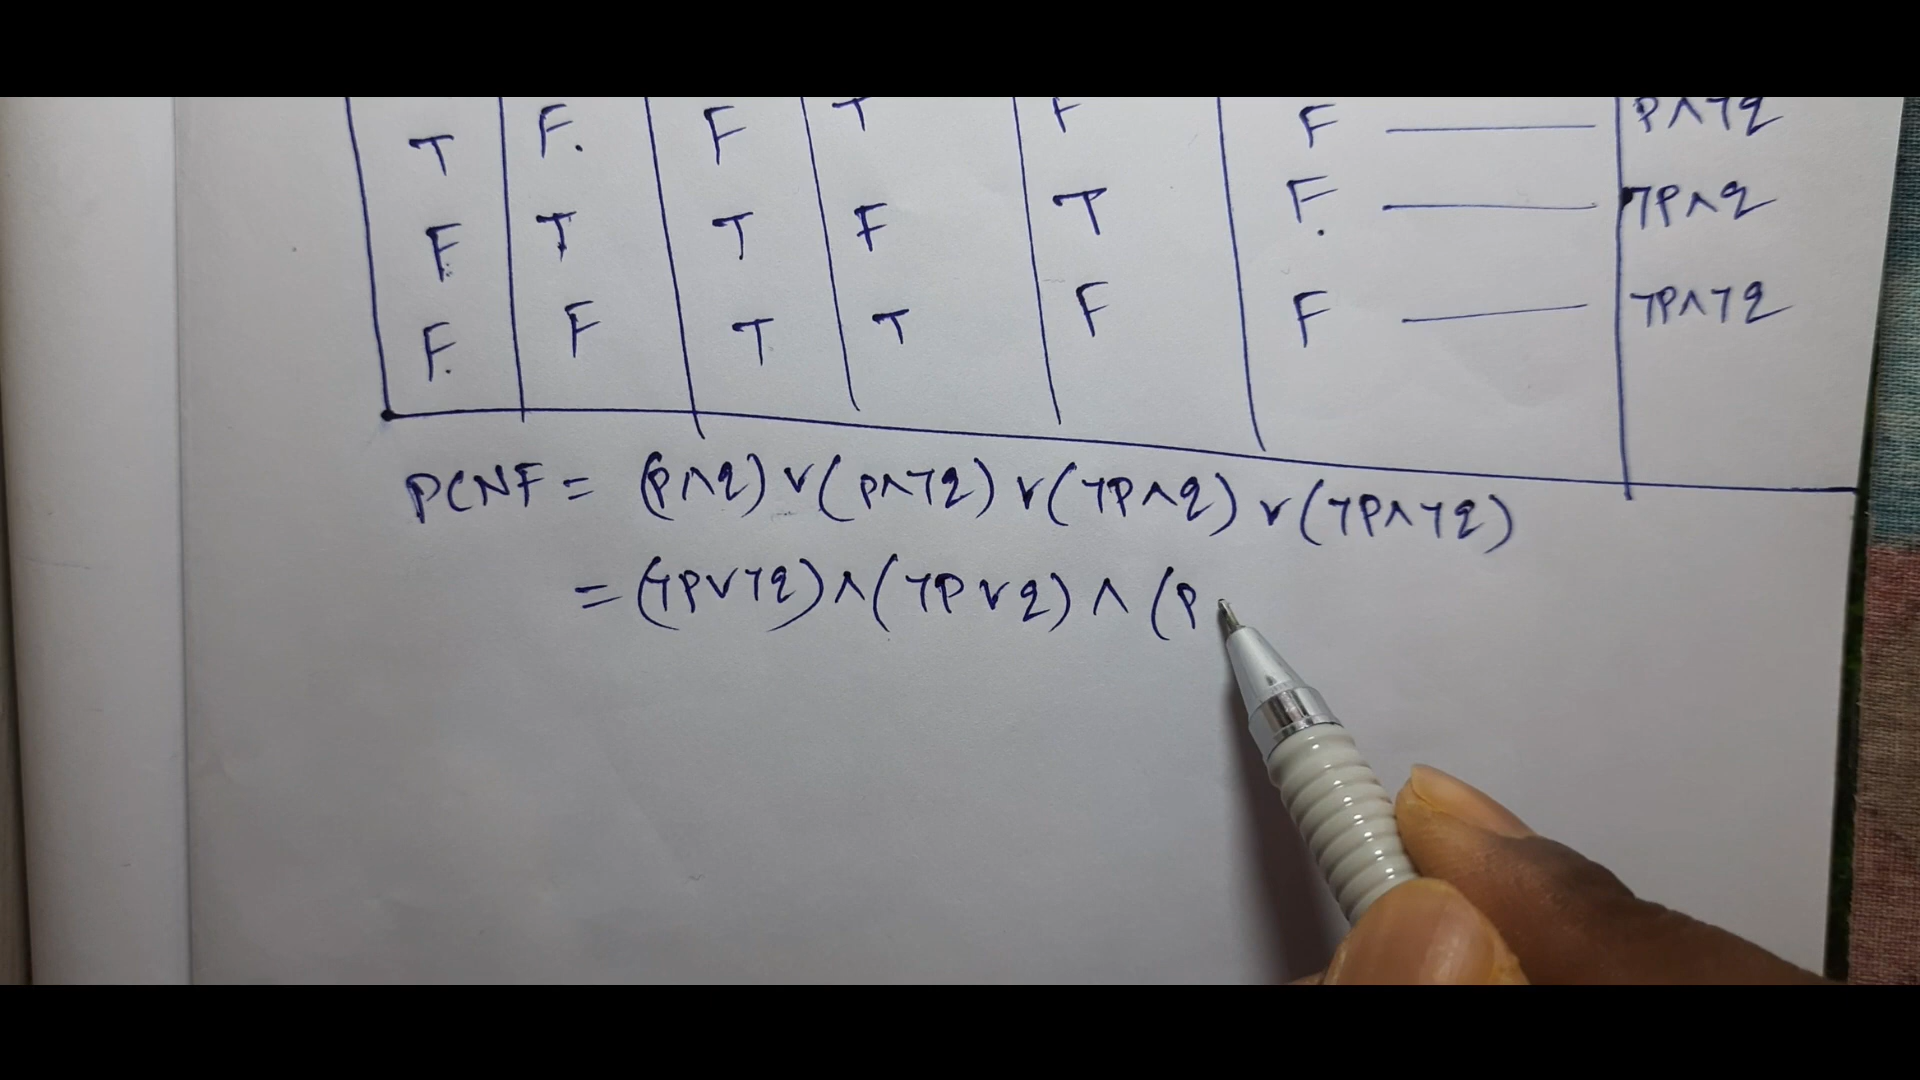 T F. F T F F P∧¬q
F T T F T F. ¬P∧q
F. F T T F F ¬P∧¬q
PCNF = (P∧q) ∨ (P∧¬q) ∨ (¬P∧q) ∨ (¬P∧¬q)
= (¬P∨¬q) ∧ (¬P∨q) ∧ (P